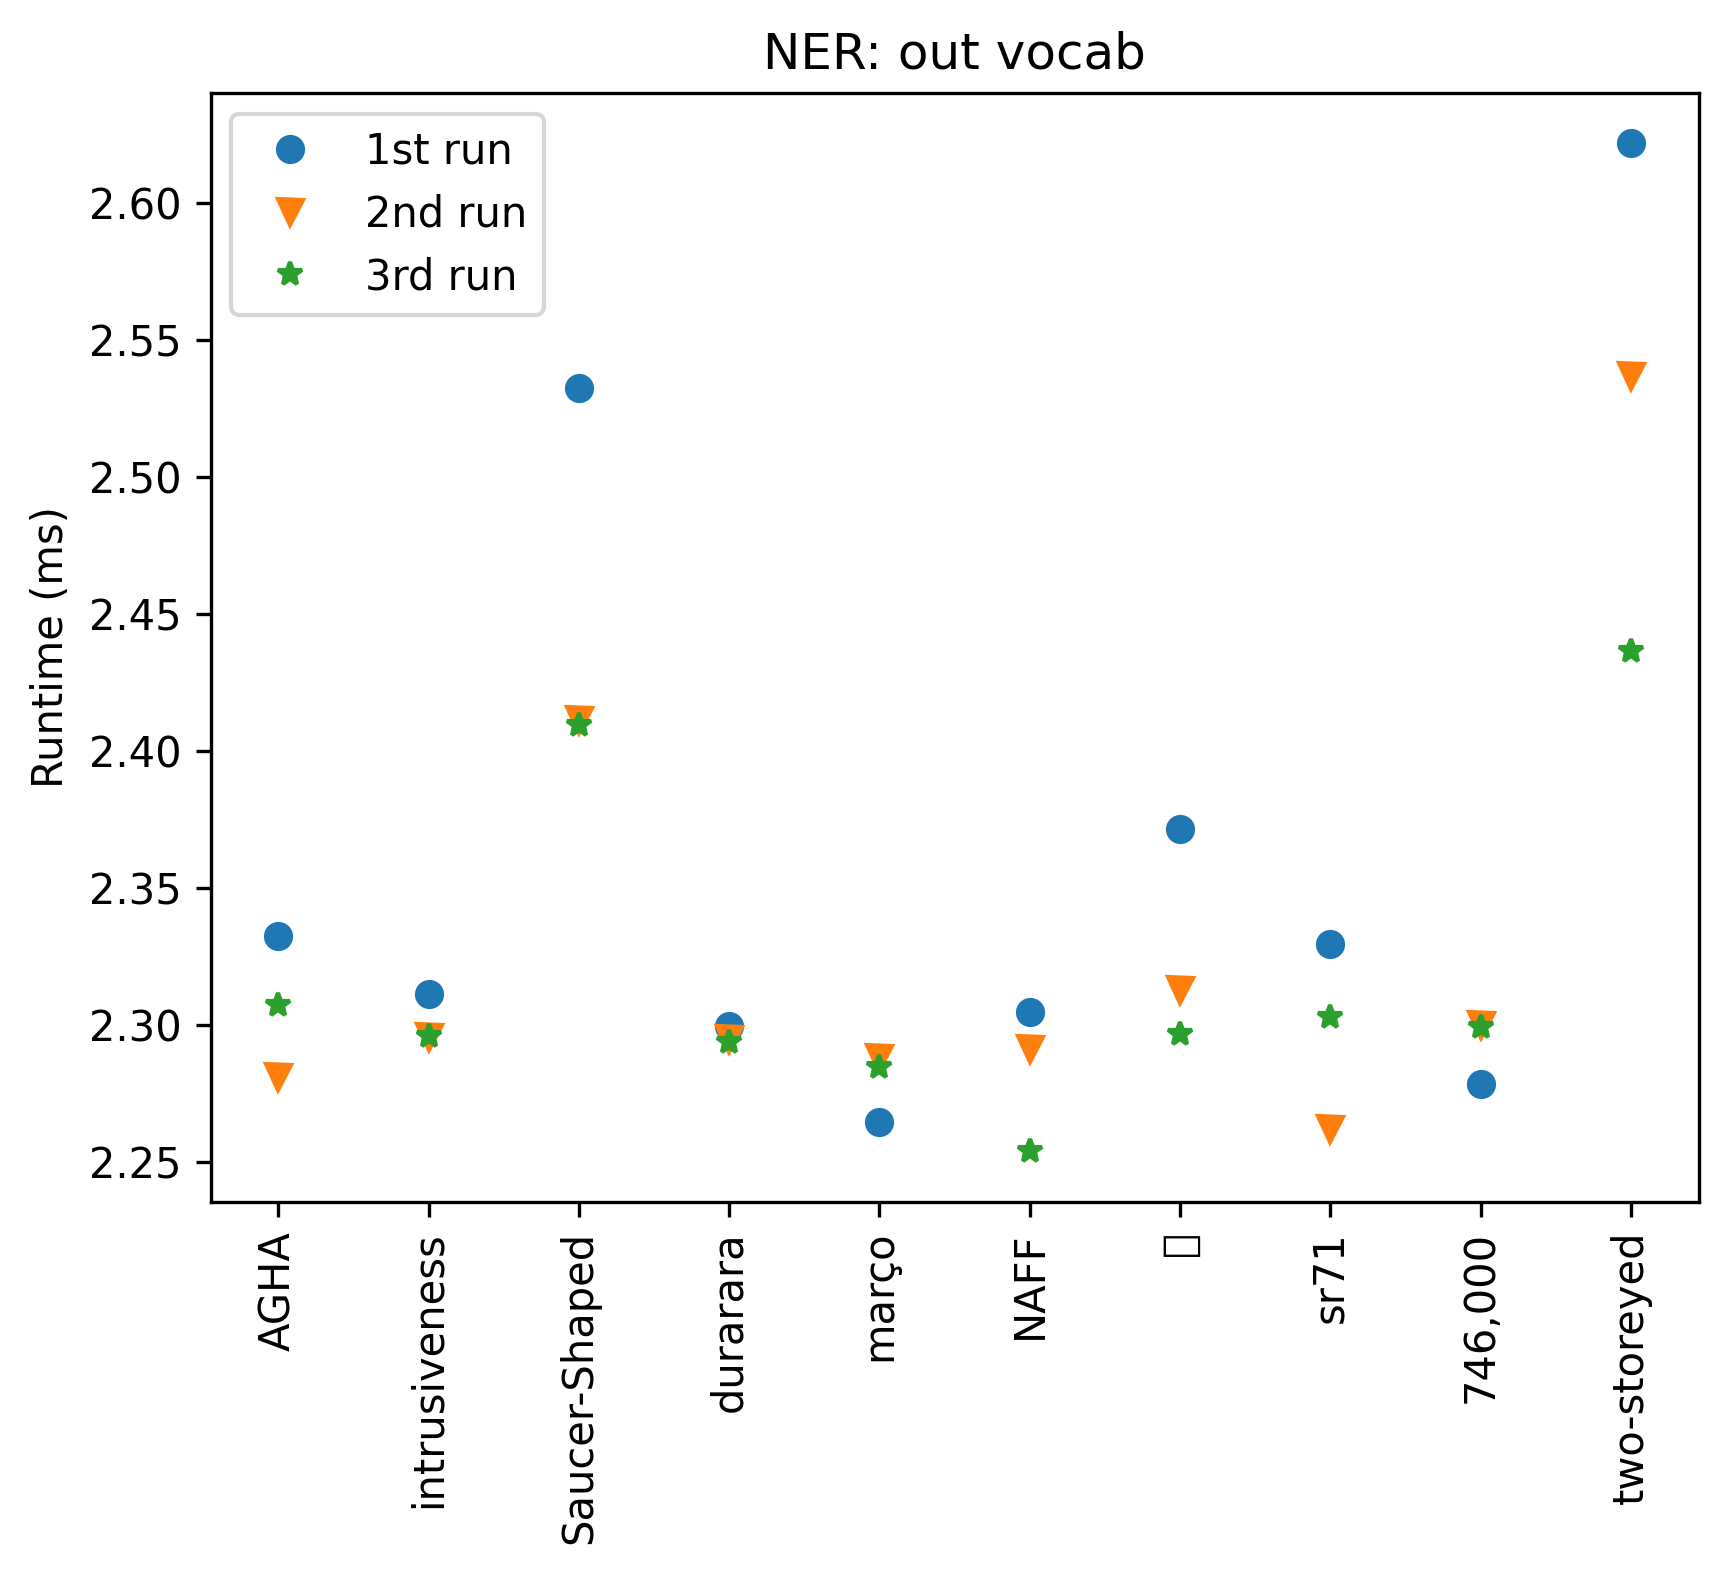 NER: out vocab
1st run
2nd run
3rd run
Runtime (ms)
2.60
2.55
2.50
2.45
2.40
2.35
2.30
2.25
AGHA
intrusiveness
Saucer-Shaped
durarara
março
NAFF
sr71
746,000
two-storeyed